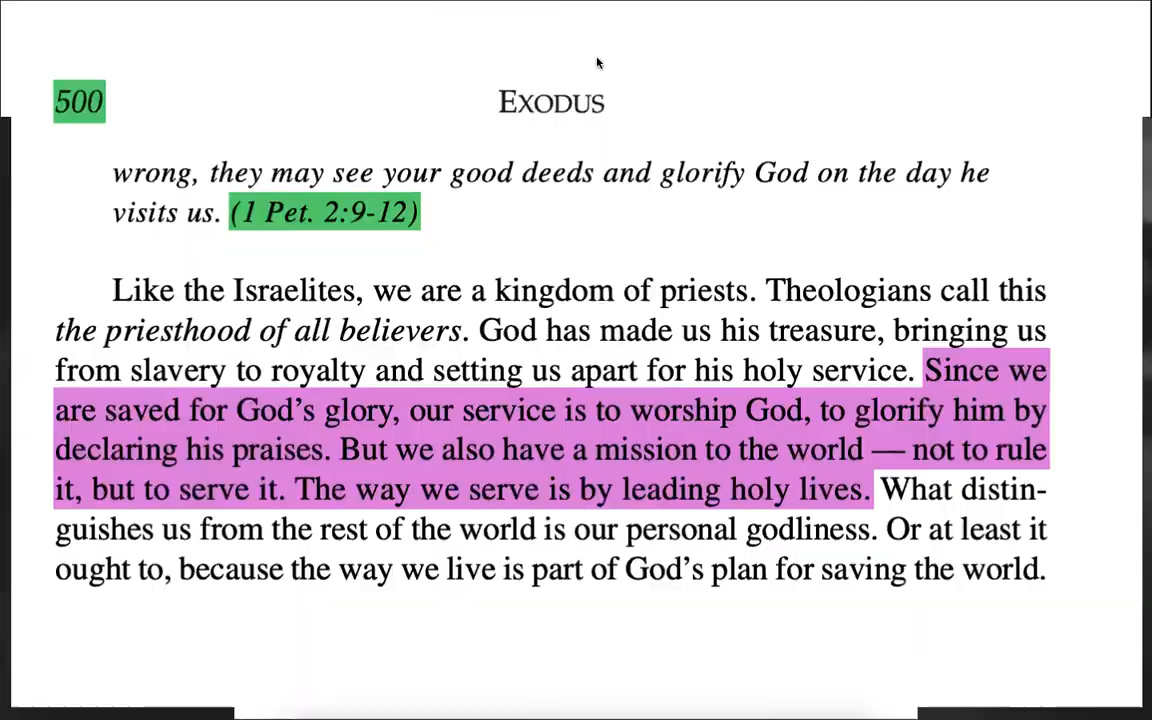 500
EXODUS
wrong, they may see your good deeds and glorify God on the day he
visits us. (1 Pet. 2:9-12)
Like the Israelites, we are a kingdom of priests. Theologians call this
the priesthood of all believers. God has made us his treasure, bringing us
from slavery to royalty and setting us apart for his holy service. Since we
are saved for God’s glory, our service is to worship God, to glorify him by
declaring his praises. But we also have a mission to the world — not to rule
it, but to serve it. The way we serve is by leading holy lives. What distin-
guishes us from the rest of the world is our personal godliness. Or at least it
ought to, because the way we live is part of God’s plan for saving the world.